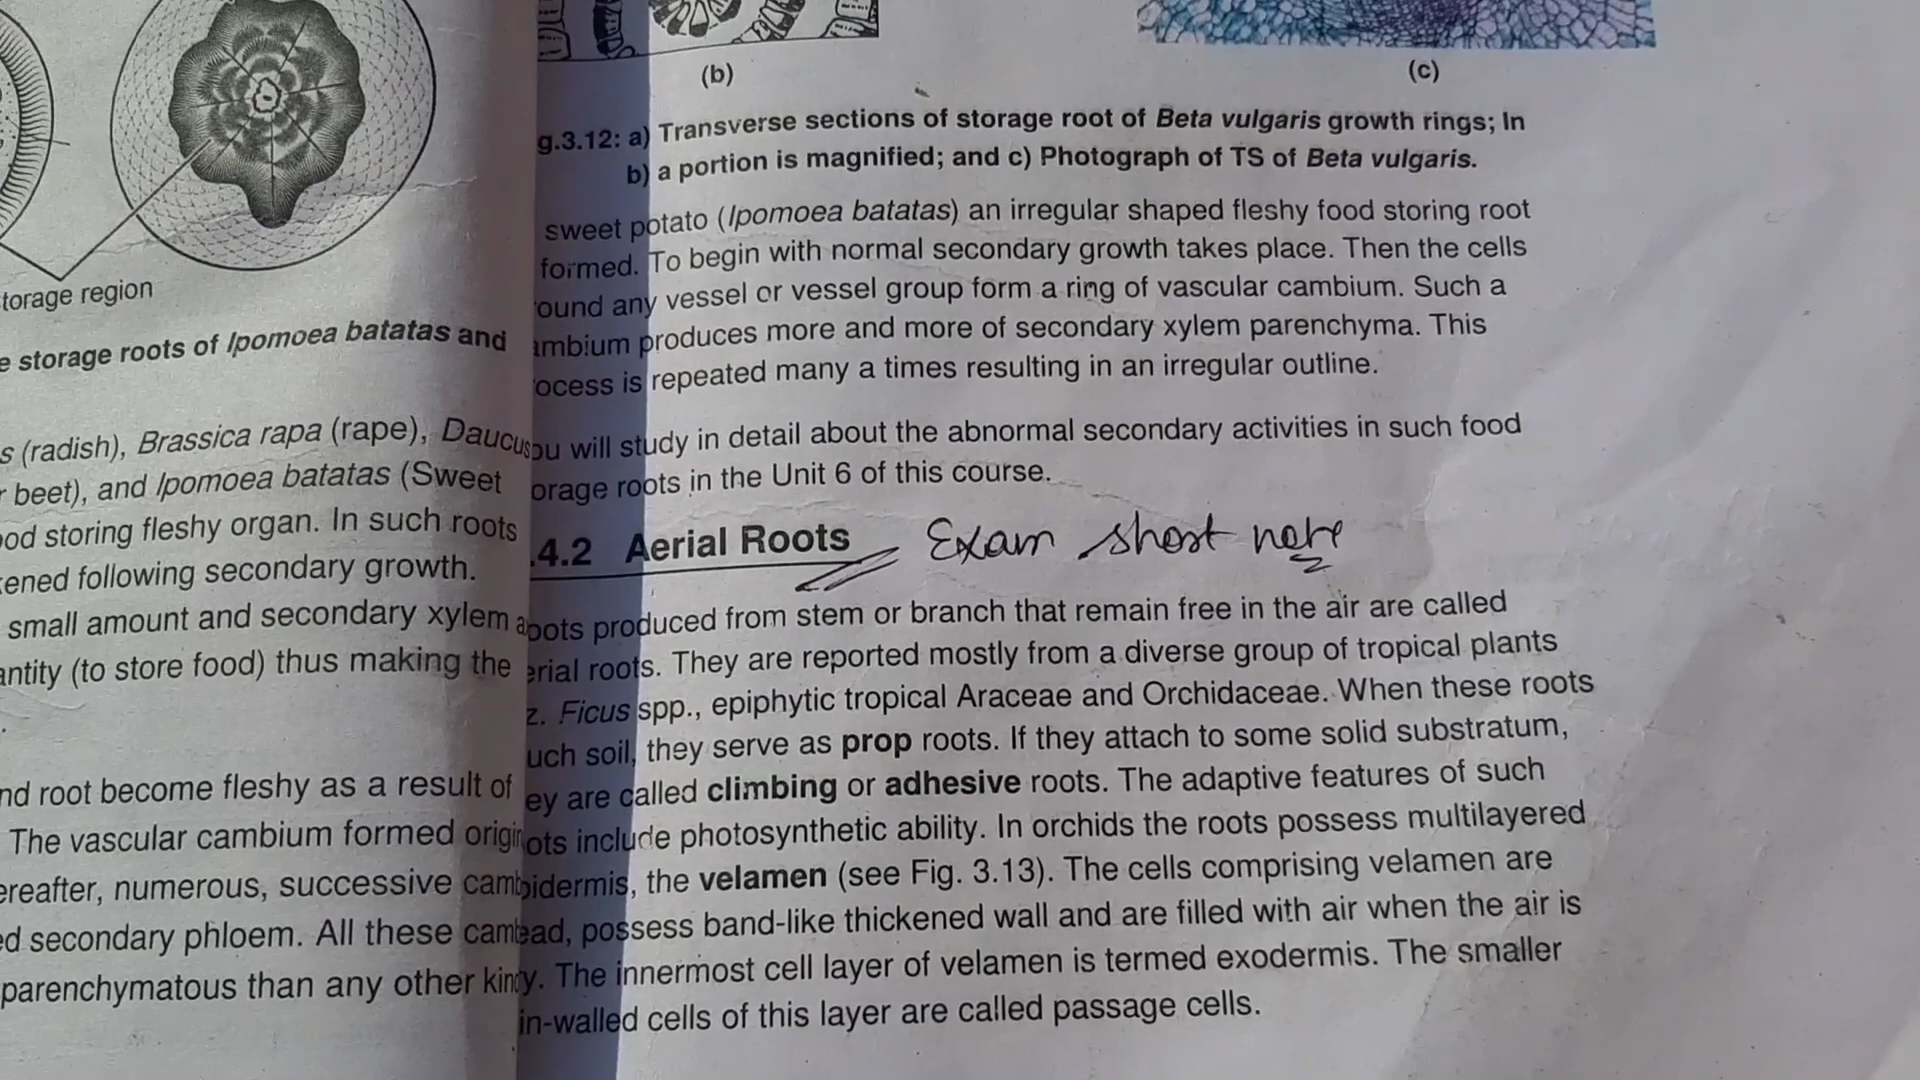 torage region
e storage roots of Ipomoea batatas and
s (radish), Brassica rapa (rape), Daucus
r beet), and Ipomoea batatas (Sweet
ood storing fleshy organ. In such roots
kened following secondary growth.
small amount and secondary xylem a
antity (to store food) thus making the
nd root become fleshy as a result of
The vascular cambium formed origin
ereafter, numerous, successive camb
ed secondary phloem. All these camb
parenchymatous than any other kin
(b)
(c)
g.3.12: a) Transverse sections of storage root of Beta vulgaris growth rings; In
b) a portion is magnified; and c) Photograph of TS of Beta vulgaris.
sweet potato (Ipomoea batatas) an irregular shaped fleshy food storing root
formed. To begin with normal secondary growth takes place. Then the cells
ound any vessel or vessel group form a ring of vascular cambium. Such a
ambium produces more and more of secondary xylem parenchyma. This
ocess is repeated many a times resulting in an irregular outline.
ou will study in detail about the abnormal secondary activities in such food
orage roots in the Unit 6 of this course.
.4.2 Aerial Roots Exam short note
oots produced from stem or branch that remain free in the air are called
erial roots. They are reported mostly from a diverse group of tropical plants
z. Ficus spp., epiphytic tropical Araceae and Orchidaceae. When these roots
uch soil, they serve as prop roots. If they attach to some solid substratum,
ey are called climbing or adhesive roots. The adaptive features of such
ots include photosynthetic ability. In orchids the roots possess multilayered
idermis, the velamen (see Fig. 3.13). The cells comprising velamen are
ead, possess band-like thickened wall and are filled with air when the air is
y. The innermost cell layer of velamen is termed exodermis. The smaller
in-walled cells of this layer are called passage cells.